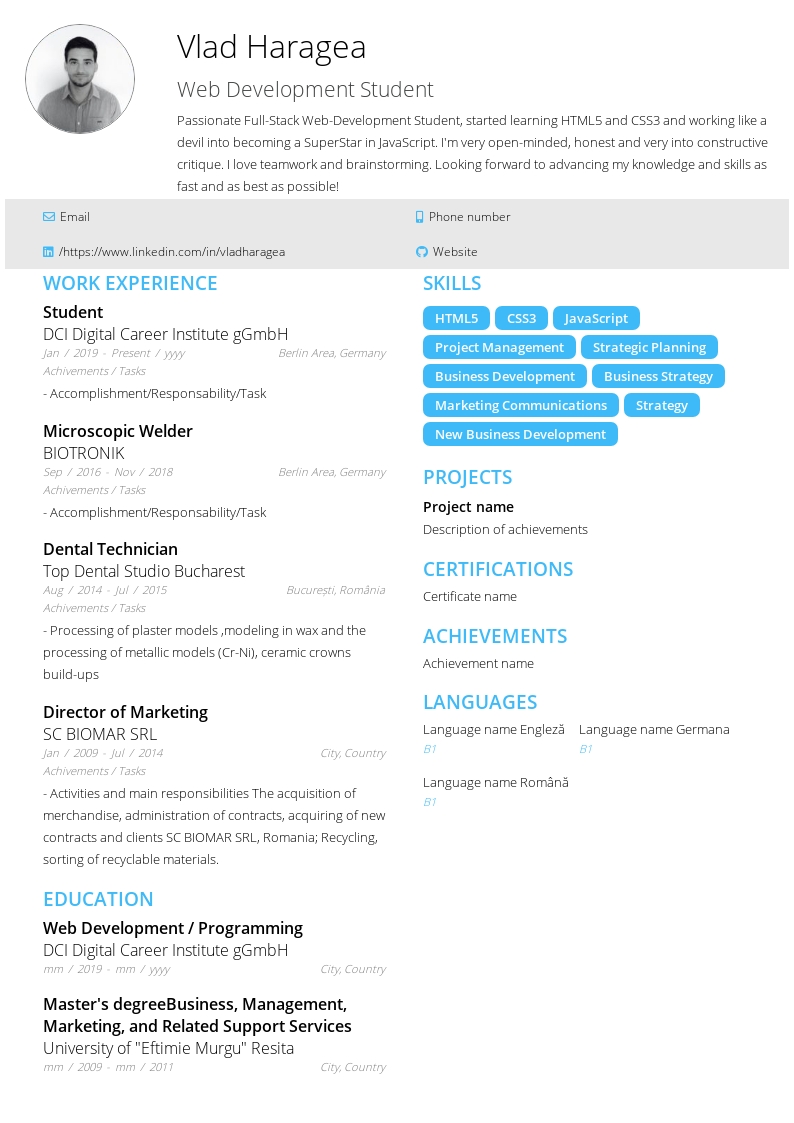 Vlad Haragea
Web Development Student
Passionate Full-Stack Web-Development Student, started learning HTML5 and CSS3 and working like a
devil into becoming a SuperStar in JavaScript. I'm very open-minded, honest and very into constructive
critique. I love teamwork and brainstorming. Looking forward to advancing my knowledge and skills as
fast and as best as possible!
Email
Phone number
/https://www.linkedin.com/in/vladharagea
Website
WORK EXPERIENCE
Student
DCI Digital Career Institute gGmbH
Jan / 2019 - Present / yyyy Berlin Area, Germany
Achivements / Tasks
- Accomplishment/Responsability/Task
Microscopic Welder
BIOTRONIK
Sep / 2016 - Nov / 2018 Berlin Area, Germany
Achivements / Tasks
- Accomplishment/Responsability/Task
Dental Technician
Top Dental Studio Bucharest
Aug / 2014 - Jul / 2015 București, România
Achivements / Tasks
- Processing of plaster models ,modeling in wax and the
processing of metallic models (Cr-Ni), ceramic crowns
build-ups
Director of Marketing
SC BIOMAR SRL
Jan / 2009 - Jul / 2014 City, Country
Achivements / Tasks
- Activities and main responsibilities The acquisition of
merchandise, administration of contracts, acquiring of new
contracts and clients SC BIOMAR SRL, Romania; Recycling,
sorting of recyclable materials.
EDUCATION
Web Development / Programming
DCI Digital Career Institute gGmbH
mm / 2019 - mm / yyyy City, Country
Master's degreeBusiness, Management,
Marketing, and Related Support Services
University of "Eftimie Murgu" Resita
mm / 2009 - mm / 2011 City, Country
SKILLS
HTML5 CSS3 JavaScript
Project Management Strategic Planning
Business Development Business Strategy
Marketing Communications Strategy
New Business Development
PROJECTS
Project name
Description of achievements
CERTIFICATIONS
Certificate name
ACHIEVEMENTS
Achievement name
LANGUAGES
Language name Engleză Language name Germana
B1 B1
Language name Română
B1